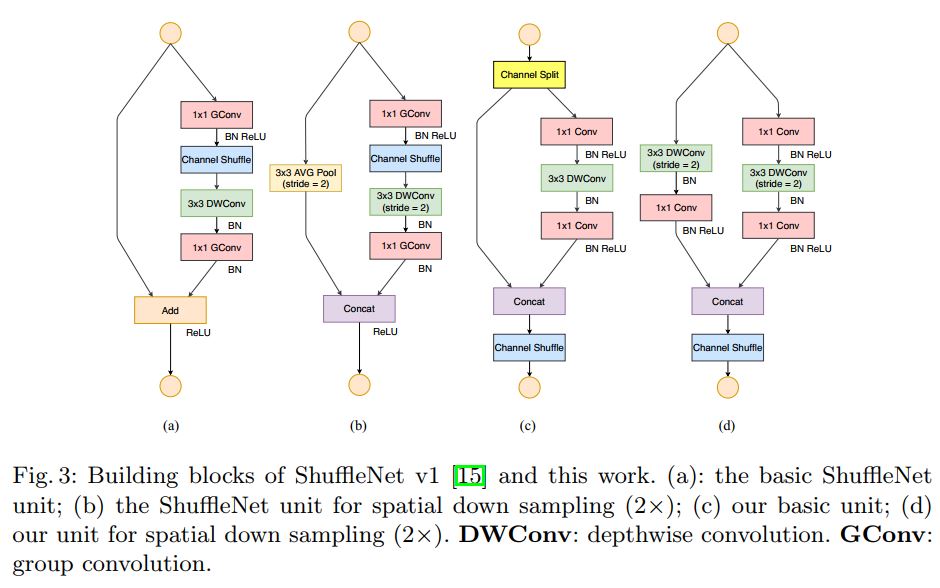 Channel Split
1x1 GConv
BN ReLU
Channel Shuffle
3x3 DWConv
BN
1x1 GConv
BN
Add
ReLU
(a)
1x1 GConv
BN ReLU
3x3 AVG Pool
(stride = 2)
Channel Shuffle
3x3 DWConv
(stride = 2)
BN
1x1 GConv
BN
Concat
ReLU
(b)
1x1 Conv
BN ReLU
3x3 DWConv
BN
1x1 Conv
BN ReLU
Concat
Channel Shuffle
(c)
3x3 DWConv
(stride = 2)
BN
1x1 Conv
BN ReLU
1x1 Conv
BN ReLU
3x3 DWConv
(stride = 2)
BN
1x1 Conv
BN ReLU
Concat
Channel Shuffle
(d)
Fig. 3: Building blocks of ShuffleNet v1 [15] and this work. (a): the basic ShuffleNet
unit; (b) the ShuffleNet unit for spatial down sampling (2×); (c) our basic unit; (d)
our unit for spatial down sampling (2×). DWConv: depthwise convolution. GConv:
group convolution.